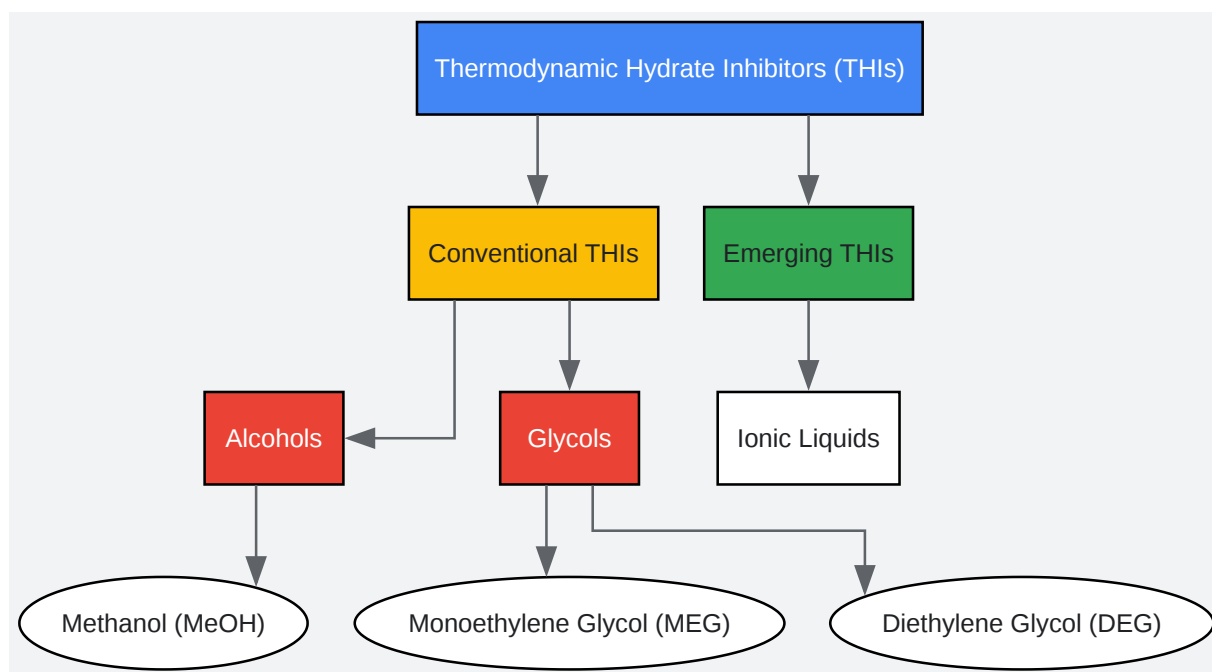 Thermodynamic Hydrate Inhibitors (THIs)
Conventional THIs
Emerging THIs
Alcohols
Glycols
Ionic Liquids
Methanol (MeOH)
Monoethylene Glycol (MEG)
Diethylene Glycol (DEG)